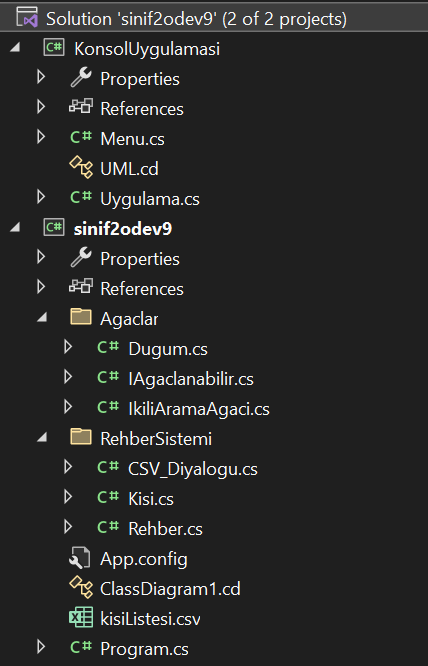 Solution 'sinif2odev9' (2 of 2 projects)
C# KonsolUygulamasi
Properties
References
C# Menu.cs
UML.cd
C# Uygulama.cs
C# sinif2odev9
Properties
References
Agaclar
C# Dugum.cs
C# IAgaclanabilir.cs
C# IkiliAramaAgaci.cs
RehberSistemi
C# CSV_Diyalogu.cs
C# Kisi.cs
C# Rehber.cs
App.config
ClassDiagram1.cd
kisiListesi.csv
C# Program.cs